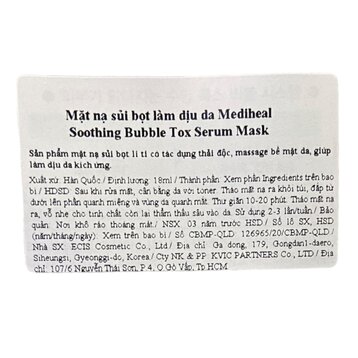 Mặt nạ sủi bọt làm dịu da Mediheal
Soothing Bubble Tox Serum Mask
Sản phẩm mặt nạ sủi bọt li ti có tác dụng thải độc, massage bề mặt da, giúp
làm dịu da kích ứng.
Xuất xứ: Hàn Quốc / Định lượng: 18ml / Thành phần: Xem phần Ingredients trên bao
bì / HDSD: Sau khi rửa mặt, cân bằng da với toner. Tháo mặt nạ ra khỏi túi, đắp từ
dưới lên phần quanh miệng và vùng da quanh mắt. Thư giãn 10-20 phút. Tháo mặt nạ
ra, vỗ nhẹ cho tinh chất còn lại thẩm thấu sâu vào da. Sử dụng 2-3 lần/tuần / Bảo
quản: Nơi khô ráo thoáng mát./ NSX: 03 năm trước HSD / Số lô SX, HSD
(năm/tháng/ngày): Xem bao bì / Số CBMP-QLD : 126965/20/CBMP-QLD /
Nhà SX: ECIS Cosmetic Co., Ltd / Địa chỉ: Ga dong, 179, Gongdan1-daero,
Siheungsi, Gyeonggi-do, Korea / Cty NK & PP: KVIC PARTNERS CO., LTD / Địa
chỉ: 107/6 Nguyễn Thái Sơn, P.4, Q.Gò Vấp, Tp.HCM